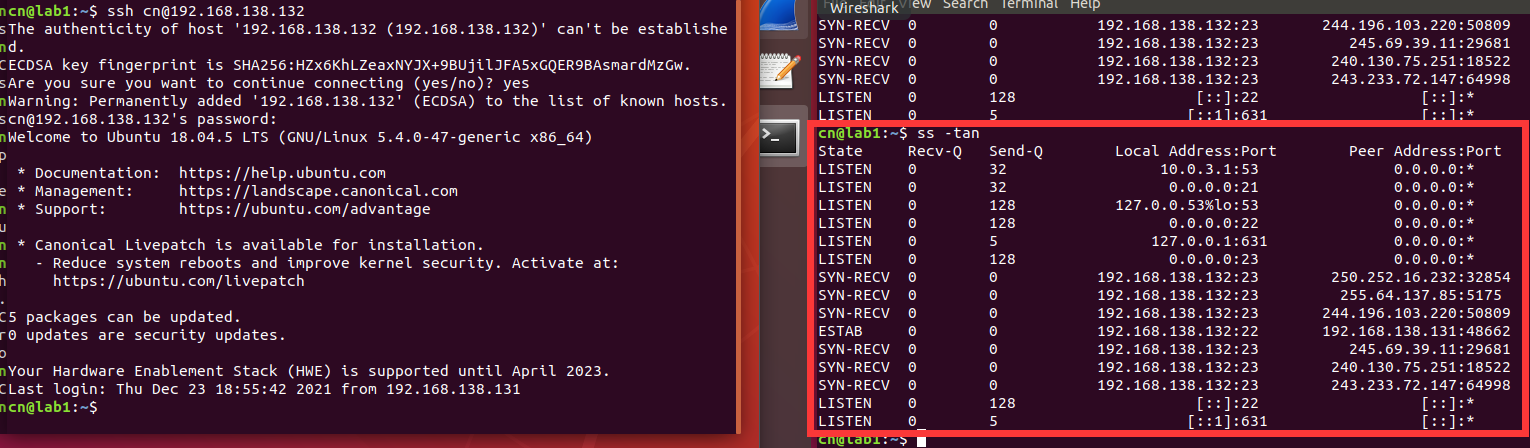 cn@lab1:~$ ssh cn@192.168.138.132
The authenticity of host '192.168.138.132 (192.168.138.132)' can't be establishe
d.
ECDSA key fingerprint is SHA256:HZx6KhLZeaxNYJX+9BUjilJFA5xGQER9BAsmardMzGw.
Are you sure you want to continue connecting (yes/no)? yes
Warning: Permanently added '192.168.138.132' (ECDSA) to the list of known hosts.
cn@192.168.138.132's password:
Welcome to Ubuntu 18.04.5 LTS (GNU/Linux 5.4.0-47-generic x86_64)
* Documentation:  https://help.ubuntu.com
* Management:     https://landscape.canonical.com
* Support:        https://ubuntu.com/advantage
* Canonical Livepatch is available for installation.
- Reduce system reboots and improve kernel security. Activate at:
https://ubuntu.com/livepatch
5 packages can be updated.
0 updates are security updates.
Your Hardware Enablement Stack (HWE) is supported until April 2023.
Last login: Thu Dec 23 18:55:42 2021 from 192.168.138.131
cn@lab1:~$
Wireshark
View Search Terminal Help
SYN-RECV 0 0 192.168.138.132:23 244.196.103.220:50809
SYN-RECV 0 0 192.168.138.132:23 245.69.39.11:29681
SYN-RECV 0 0 192.168.138.132:23 240.130.75.251:18522
SYN-RECV 0 0 192.168.138.132:23 243.233.72.147:64998
LISTEN 0 128 [::]:22 [::]:*
LISTEN 0 5 [::1]:631 [::]:*
cn@lab1:~$ ss -tan
State Recv-Q Send-Q Local Address:Port Peer Address:Port
LISTEN 0 32 10.0.3.1:53 0.0.0.0:*
LISTEN 0 32 0.0.0.0:21 0.0.0.0:*
LISTEN 0 128 127.0.0.53%lo:53 0.0.0.0:*
LISTEN 0 128 0.0.0.0:22 0.0.0.0:*
LISTEN 0 5 127.0.0.1:631 0.0.0.0:*
LISTEN 0 128 0.0.0.0:23 0.0.0.0:*
SYN-RECV 0 0 192.168.138.132:23 250.252.16.232:32854
SYN-RECV 0 0 192.168.138.132:23 255.64.137.85:5175
SYN-RECV 0 0 192.168.138.132:23 244.196.103.220:50809
ESTAB 0 0 192.168.138.132:22 192.168.138.131:48662
SYN-RECV 0 0 192.168.138.132:23 245.69.39.11:29681
SYN-RECV 0 0 192.168.138.132:23 240.130.75.251:18522
SYN-RECV 0 0 192.168.138.132:23 243.233.72.147:64998
LISTEN 0 128 [::]:22 [::]:*
LISTEN 0 5 [::1]:631 [::]:*
cn@lab1:~$